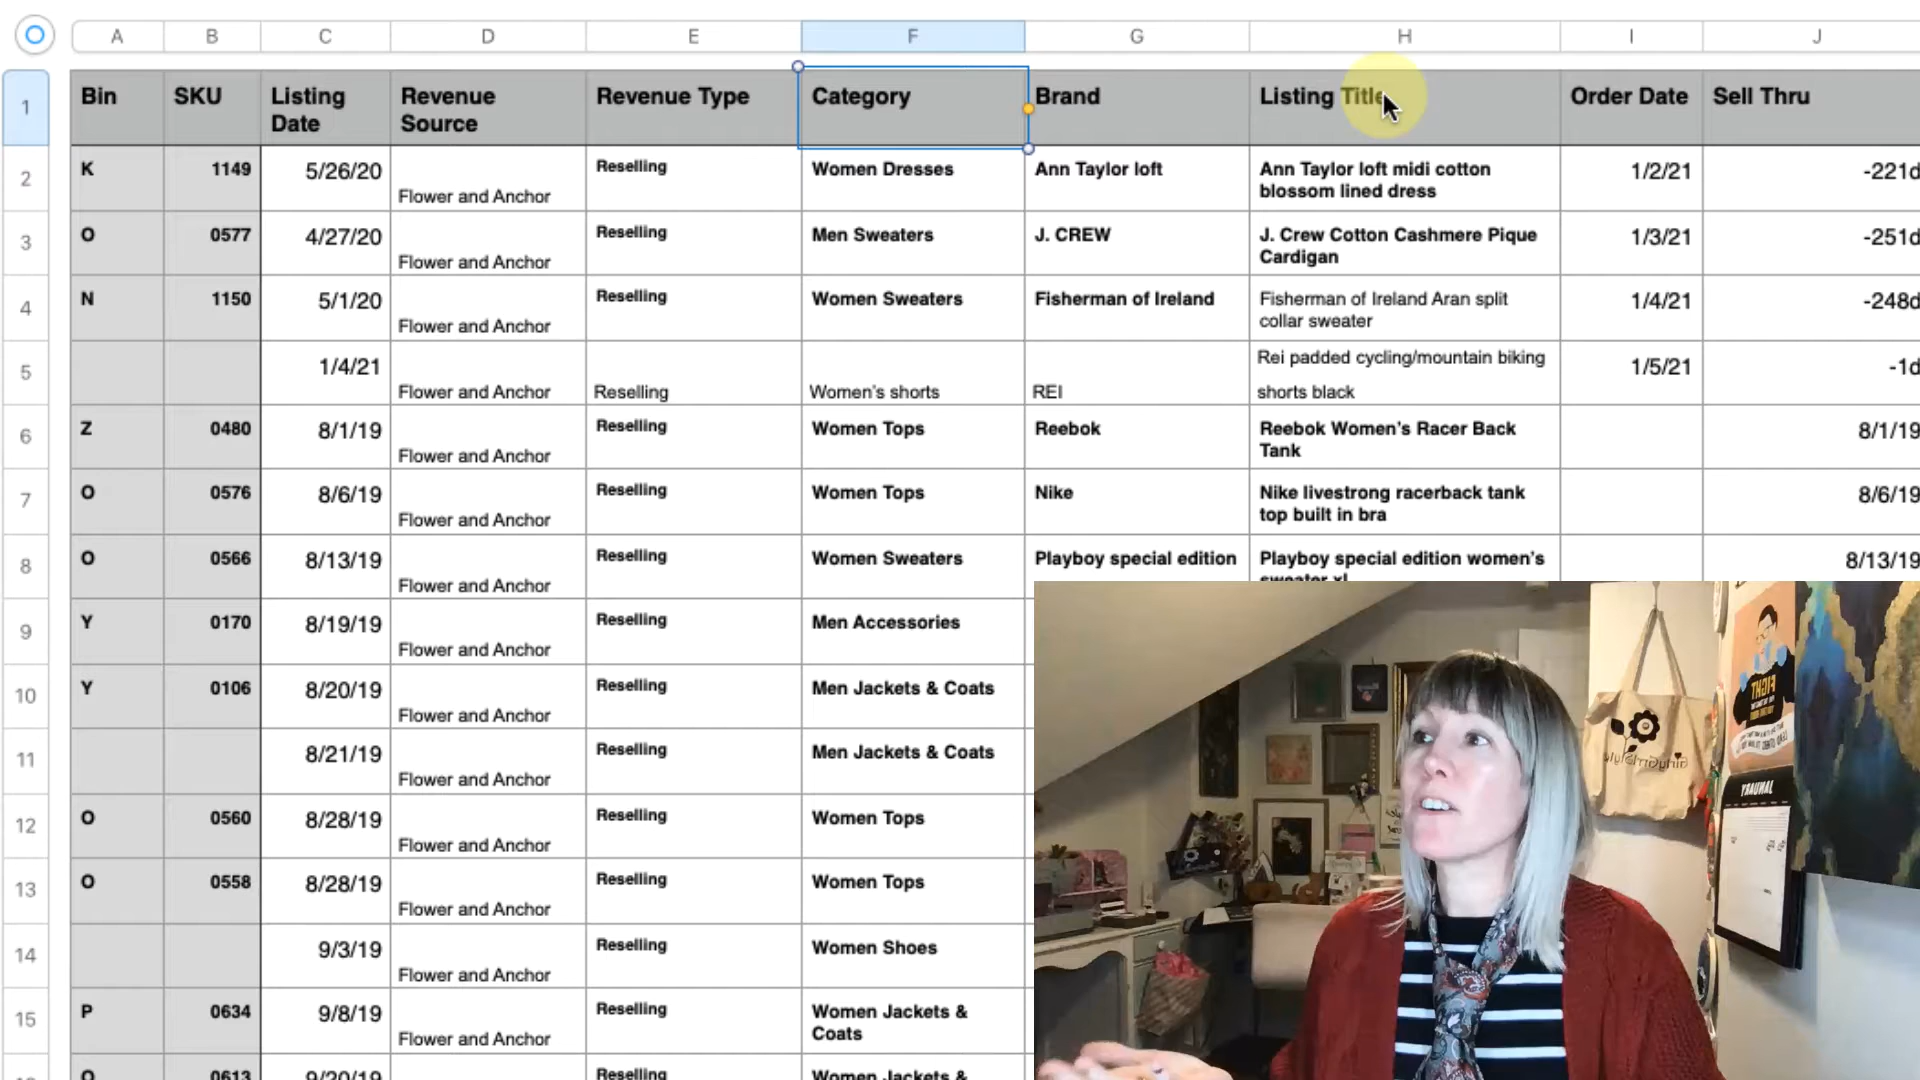 A B C D E F G H I J
1 Bin SKU Listing Date Revenue Source Revenue Type Category Brand Listing Title Order Date Sell Thru
2 K 1149 5/26/20 Flower and Anchor Reselling Women Dresses Ann Taylor loft Ann Taylor loft midi cotton blossom lined dress 1/2/21 -221d
3 O 0577 4/27/20 Flower and Anchor Reselling Men Sweaters J. CREW J. Crew Cotton Cashmere Pique Cardigan 1/3/21 -251d
4 N 1150 5/1/20 Flower and Anchor Reselling Women Sweaters Fisherman of Ireland Fisherman of Ireland Aran split collar sweater 1/4/21 -248d
5 1/4/21 Flower and Anchor Reselling Women's shorts REI Rei padded cycling/mountain biking shorts black 1/5/21 -1d
6 Z 0480 8/1/19 Flower and Anchor Reselling Women Tops Reebok Reebok Women's Racer Back Tank 8/1/19
7 O 0576 8/6/19 Flower and Anchor Reselling Women Tops Nike Nike livestrong racerback tank top built in bra 8/6/19
8 O 0566 8/13/19 Flower and Anchor Reselling Women Sweaters Playboy special edition Playboy special edition women's sweater xl 8/13/19
9 Y 0170 8/19/19 Flower and Anchor Reselling Men Accessories
10 Y 0106 8/20/19 Flower and Anchor Reselling Men Jackets & Coats
11 8/21/19 Flower and Anchor Reselling Men Jackets & Coats
12 O 0560 8/28/19 Flower and Anchor Reselling Women Tops
13 O 0558 8/28/19 Flower and Anchor Reselling Women Tops
14 9/3/19 Flower and Anchor Reselling Women Shoes
15 P 0634 9/8/19 Flower and Anchor Reselling Women Jackets & Coats
0613 9/20/19 Reselling Women Jackets &
FIGHT
GirlyGrrlStyle
JANUARY